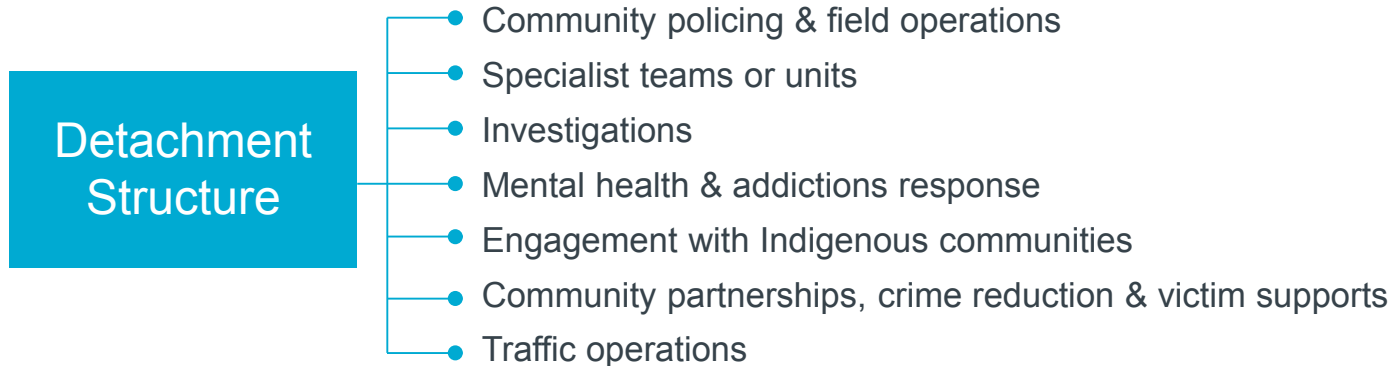 Detachment
Structure
Community policing & field operations
Specialist teams or units
Investigations
Mental health & addictions response
Engagement with Indigenous communities
Community partnerships, crime reduction & victim supports
Traffic operations